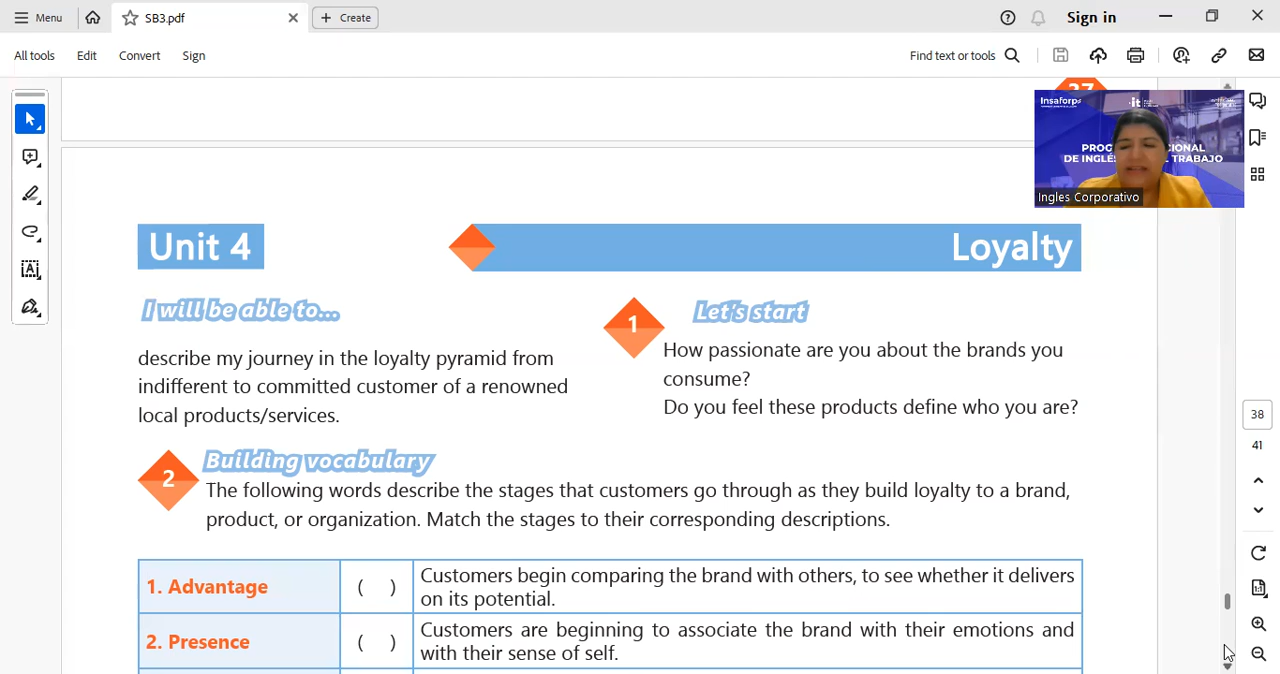 Menu
SB3.pdf
Create
Sign in
All tools
Edit
Convert
Sign
Find text or tools
37
Insaforp
·it
DE INGLÉS
TRABAJO
Ingles Corporativo
Unit 4
Loyalty
I will be able to...
describe my journey in the loyalty pyramid from
indifferent to committed customer of a renowned
local products/services.
1
Let's start
How passionate are you about the brands you
consume?
Do you feel these products define who you are?
2
Building vocabulary
The following words describe the stages that customers go through as they build loyalty to a brand,
product, or organization. Match the stages to their corresponding descriptions.
1. Advantage
( )
Customers begin comparing the brand with others, to see whether it delivers
on its potential.
2. Presence
( )
Customers are beginning to associate the brand with their emotions and
with their sense of self.
38
41